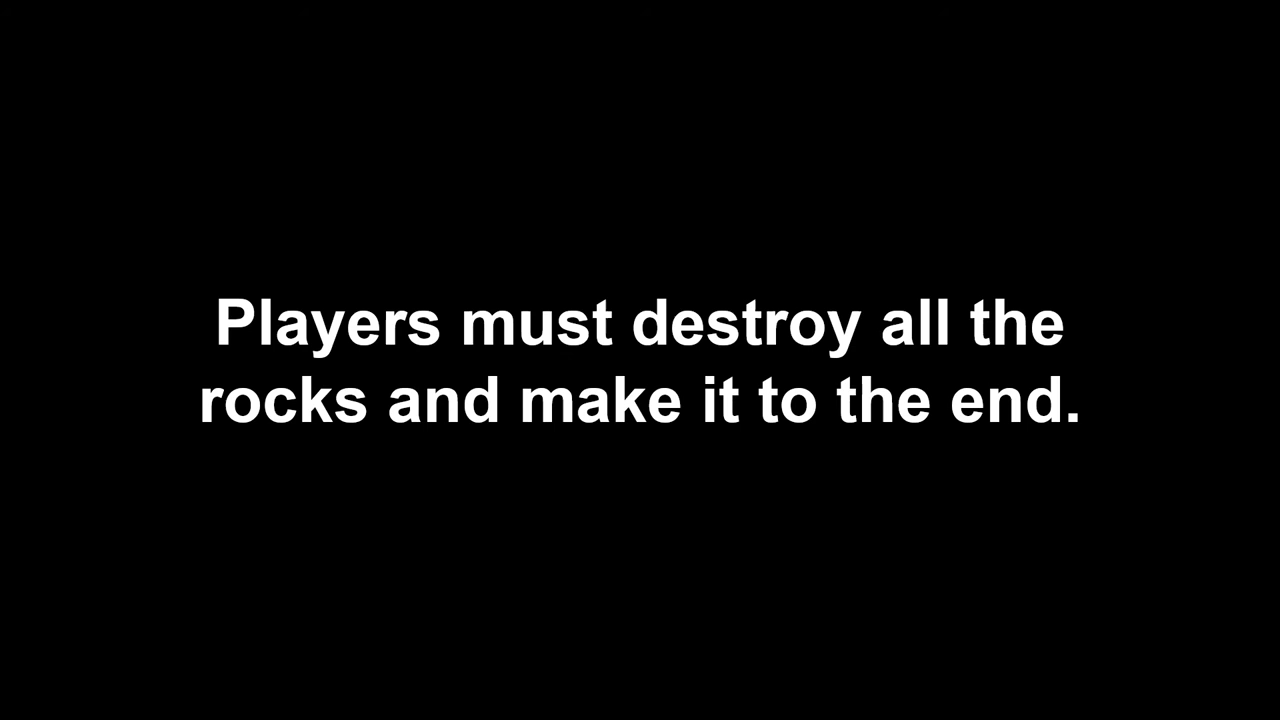 Players must destroy all the
rocks and make it to the end.